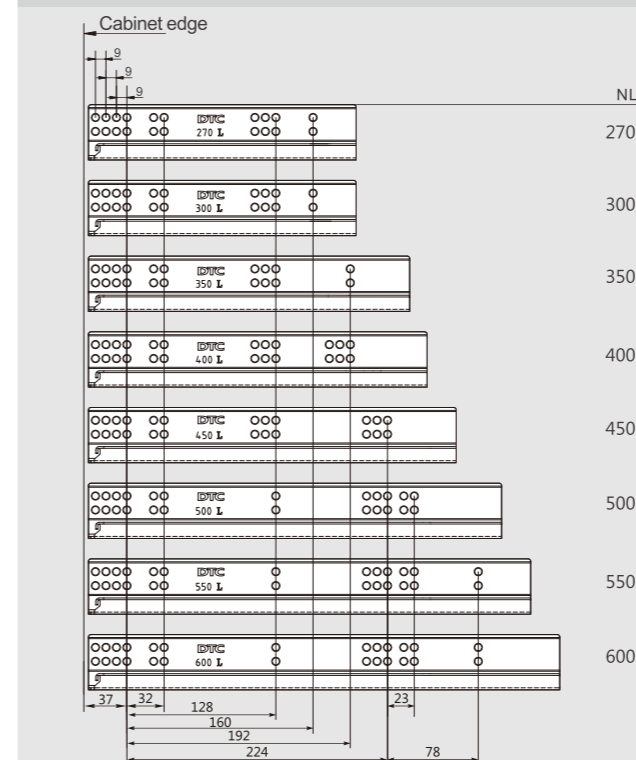 Cabinet edge
9
9
9
NL
DTC
270 L
270
DTC
300 L
300
DTC
350 L
350
DTC
400 L
400
DTC
450 L
450
DTC
500 L
500
DTC
550 L
550
DTC
600 L
600
37
32
23
128
160
192
224
78